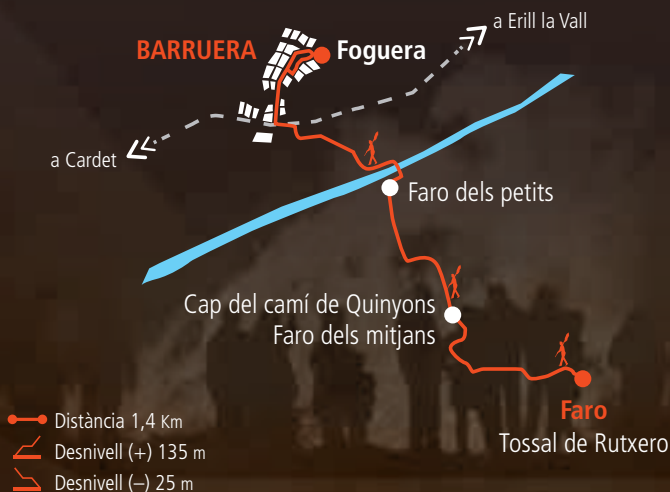 a Erill la Vall
BARRUERA
Foguera
a Cardet
Faro dels petits
Cap del camí de Quinyons
Faro dels mitjans
Faro
Tossal de Rutxero
Distància 1,4 Km
Desnivell (+) 135 m
Desnivell (–) 25 m